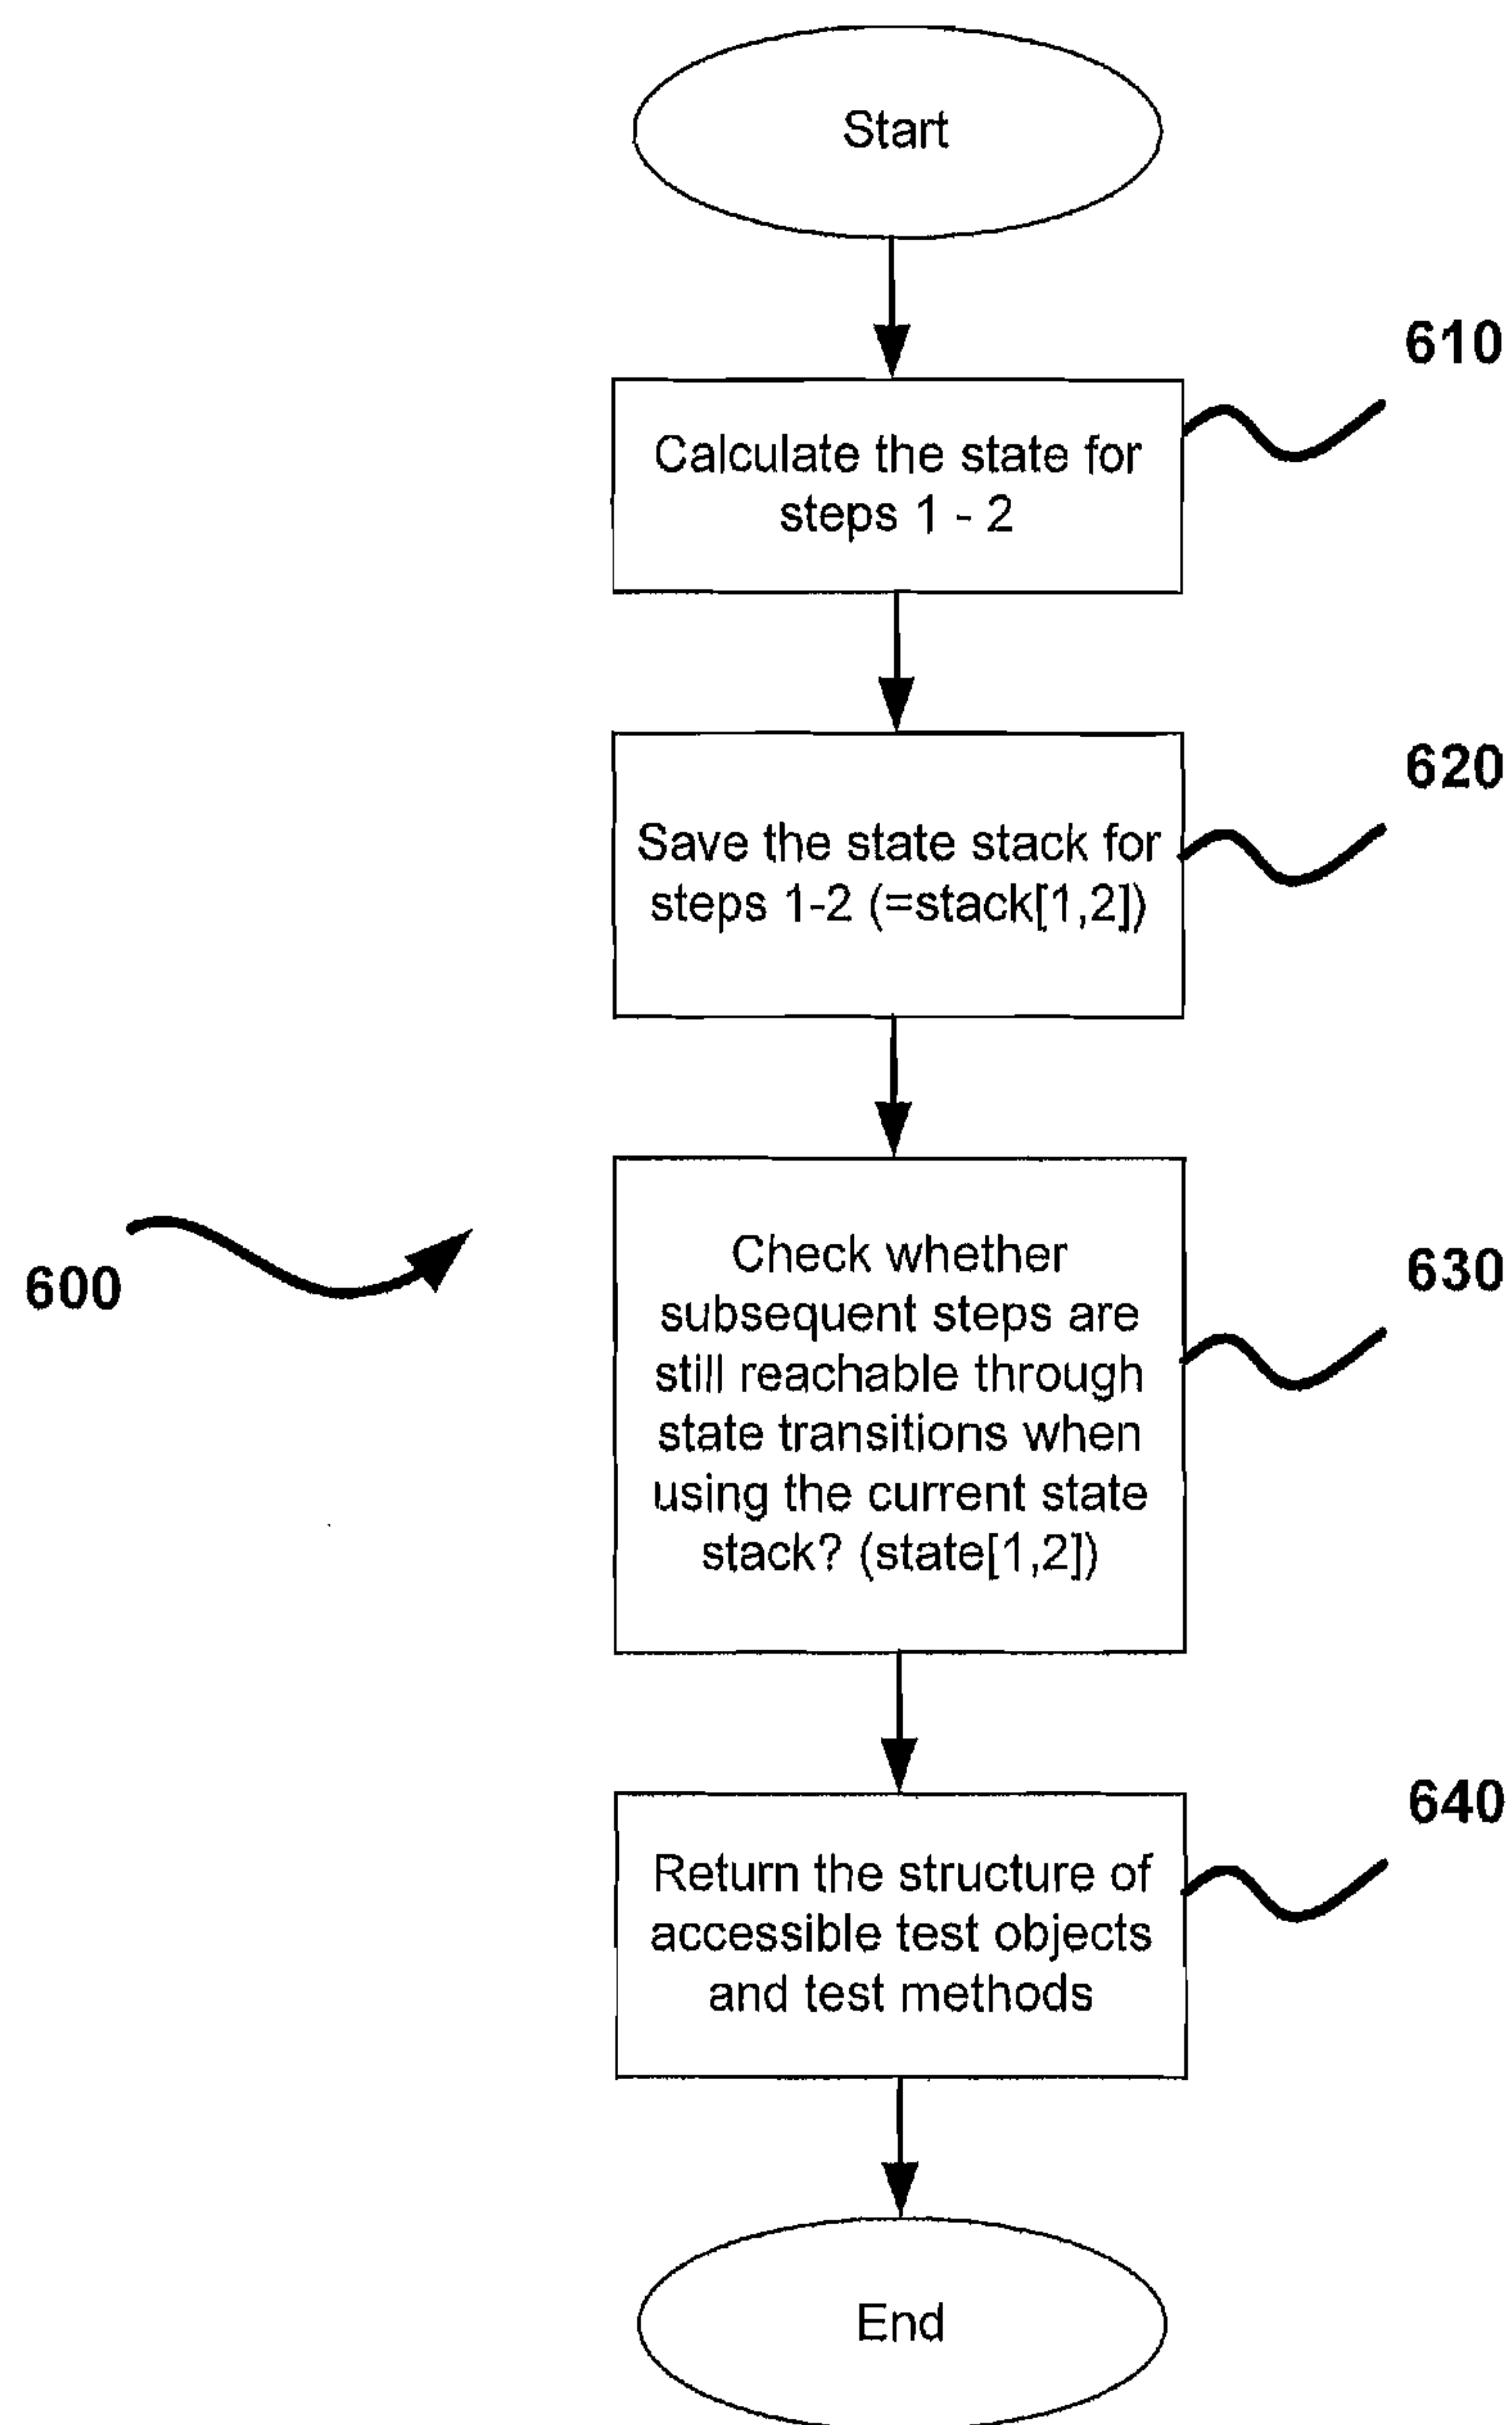 Start
610
Calculate the state for
steps 1 - 2
620
Save the state stack for
steps 1-2 (=stack[1,2])
600
630
Check whether
subsequent steps are
still reachable through
state transitions when
using the current state
stack? (state[1,2])
640
Return the structure of
accessible test objects
and test methods
End